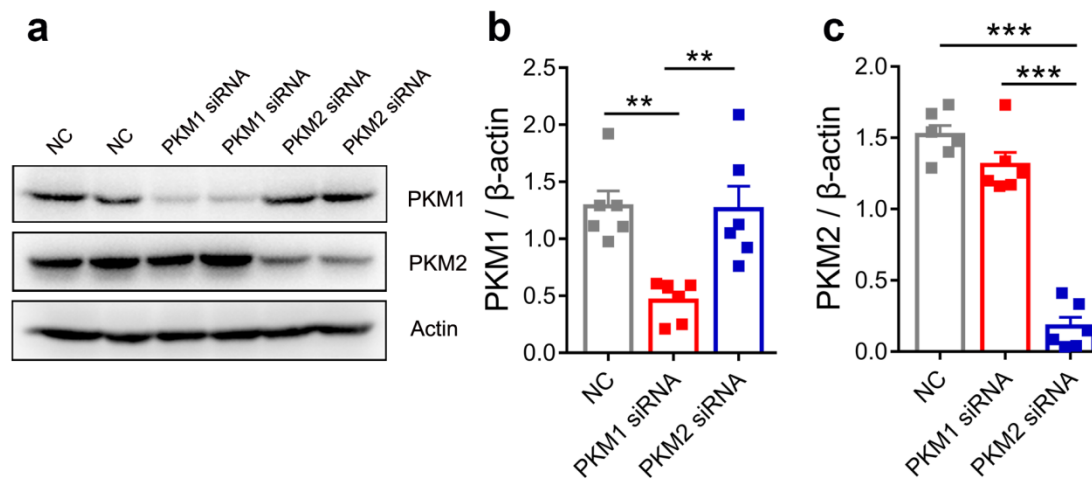 a
NC
NC
PKM1 siRNA
PKM1 siRNA
PKM2 siRNA
PKM2 siRNA
PKM1
PKM2
Actin
b
PKM1 / β-actin
2.5
2.0
1.5
1.0
0.5
0.0
**
**
NC
PKM1 siRNA
PKM2 siRNA
c
PKM2 / β-actin
2.0
1.5
1.0
0.5
0.0
***
***
NC
PKM1 siRNA
PKM2 siRNA